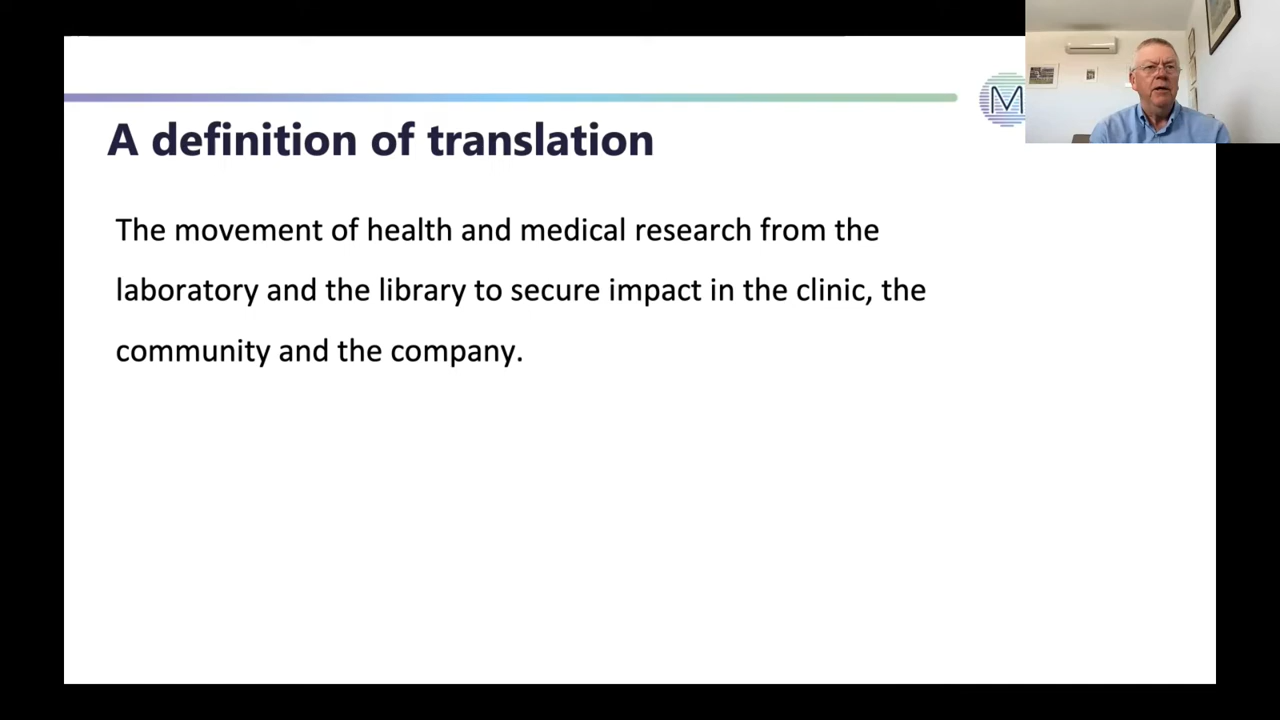 A definition of translation
M
The movement of health and medical research from the
laboratory and the library to secure impact in the clinic, the
community and the company.